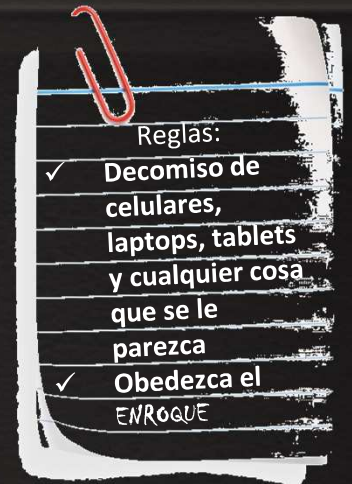 Reglas:
✓ Decomiso de
celulares,
laptops, tablets
y cualquier cosa
que se le
parezca
✓ Obedezca el
ENROQUE